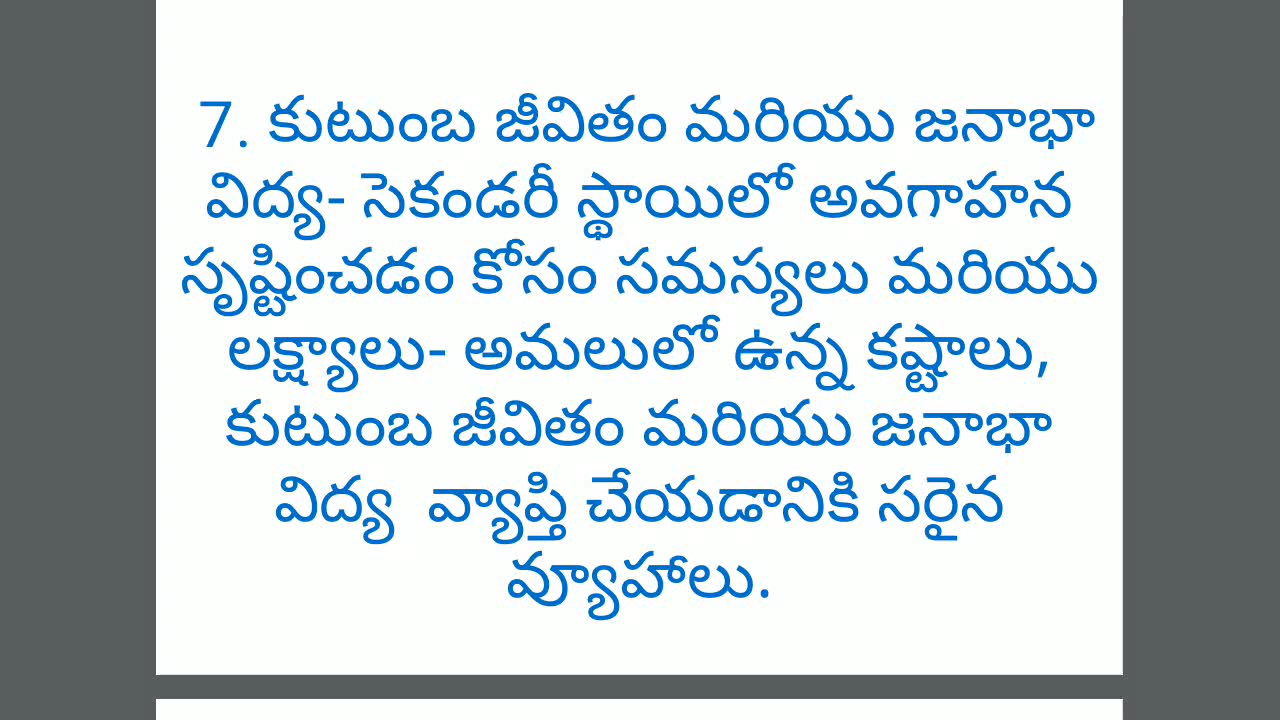 7. కుటుంబ జీవితం మరియు జనాభా
విద్య- సెకండరీ స్థాయిలో అవగాహన
సృష్టించడం కోసం సమస్యలు మరియు
లక్ష్యాలు- అమలులో ఉన్న కష్టాలు,
కుటుంబ జీవితం మరియు జనాభా
విద్య  వ్యాప్తి చేయడానికి సరైన
వ్యూహాలు.